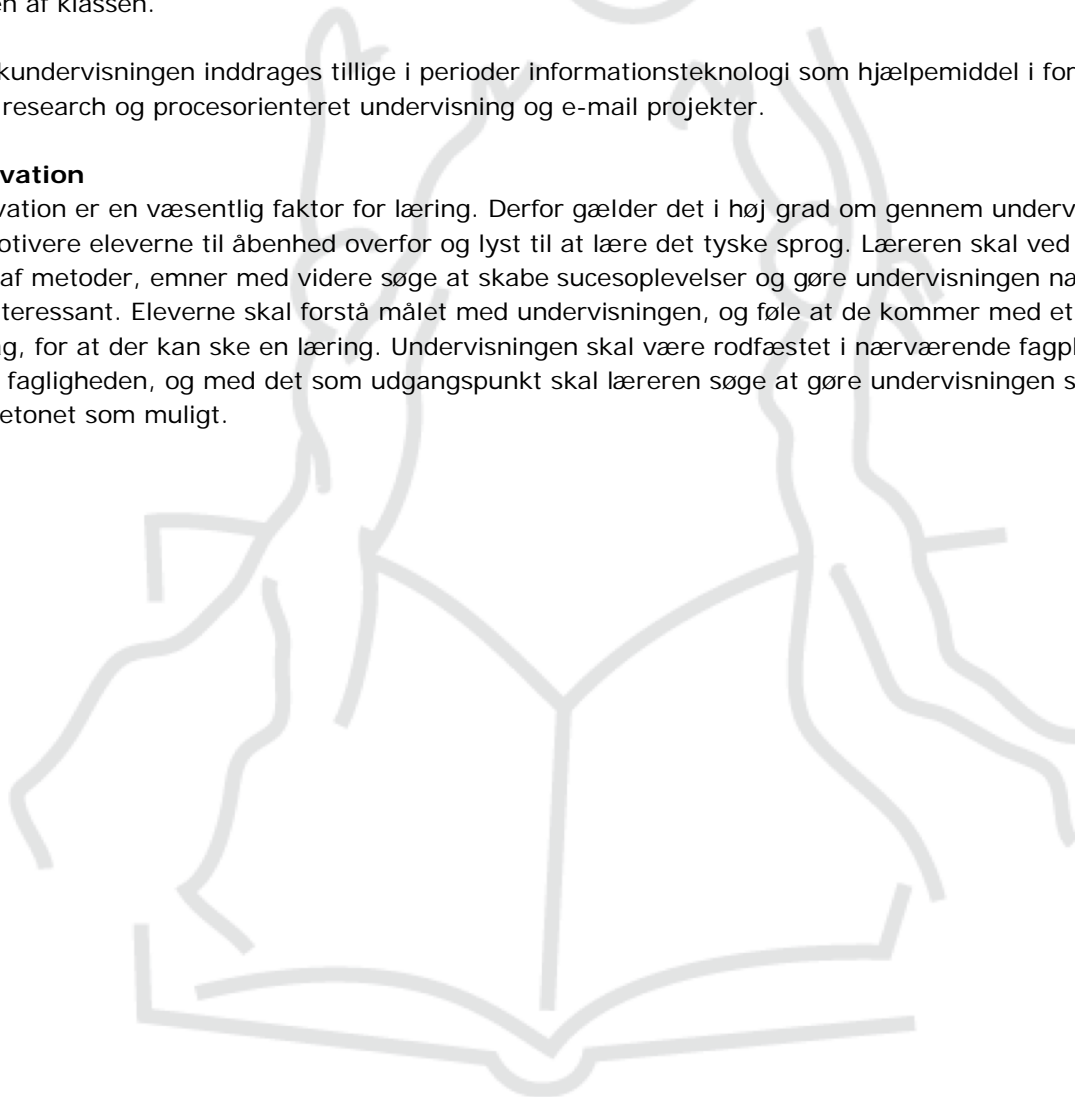 en af klassen.
kundervisningen inddrages tillige i perioder informationsteknologi som hjælpemiddel i for
research og procesorienteret undervisning og e-mail projekter.
vation
vation er en væsentlig faktor for læring. Derfor gælder det i høj grad om gennem underv
otivere eleverne til åbenhed overfor og lyst til at lære det tyske sprog. Læreren skal ved
af metoder, emner med videre søge at skabe sucesoplevelser og gøre undervisningen næ
teressant. Eleverne skal forstå målet med undervisningen, og føle at de kommer med et
g, for at der kan ske en læring. Undervisningen skal være rodfæstet i nærværende fagpl
fagligheden, og med det som udgangspunkt skal læreren søge at gøre undervisningen s
etonet som muligt.